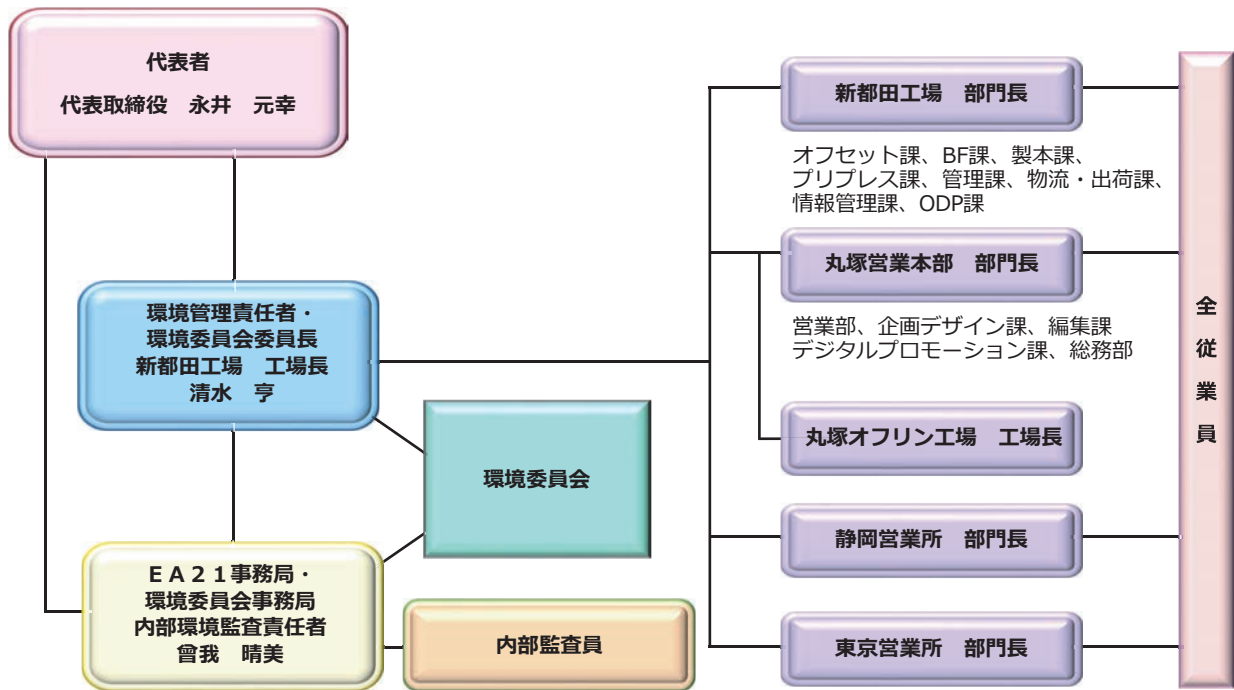 代表者
代表取締役　永井　元幸
環境管理責任者・
環境委員会委員長
新都田工場　工場長
清水　亨
環境委員会
ＥＡ２１事務局・
環境委員会事務局
内部環境監査責任者
曾我　晴美
内部監査員
新都田工場　部門長
オフセット課、BF課、製本課、
プリプレス課、管理課、物流・出荷課、
情報管理課、ODP課
丸塚営業本部　部門長
営業部、企画デザイン課、編集課
デジタルプロモーション課、総務部
丸塚オフリン工場　工場長
静岡営業所　部門長
東京営業所　部門長
全従業員